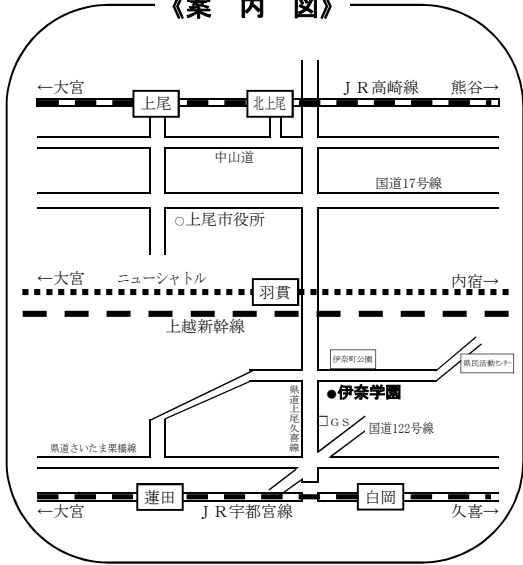 《案 内 図》
←大宮
JR高崎線
熊谷→
上尾
北上尾
中山道
国道17号線
○上尾市役所
←大宮
ニューシャトル
羽貫
内宿→
上越新幹線
伊奈町公園
県民活動センター
●伊奈学園
県道上尾久喜線
□GS
国道122号線
県道さいたま栗橋線
蓮田
白岡
←大宮
JR宇都宮線
久喜→